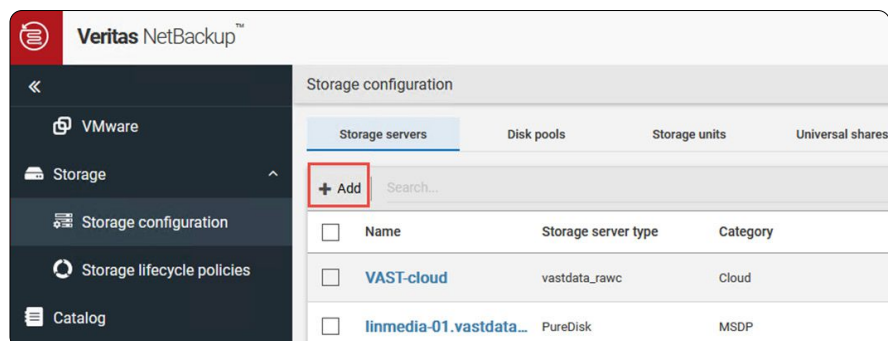 Veritas NetBackup™
Storage configuration
VMware
Storage servers Disk pools Storage units Universal shares
Storage
Add Search...
Storage configuration
Name Storage server type Category
Storage lifecycle policies
VAST-cloud vastdata_rawc Cloud
Catalog
linmedia-01.vastdata... PureDisk MSDP